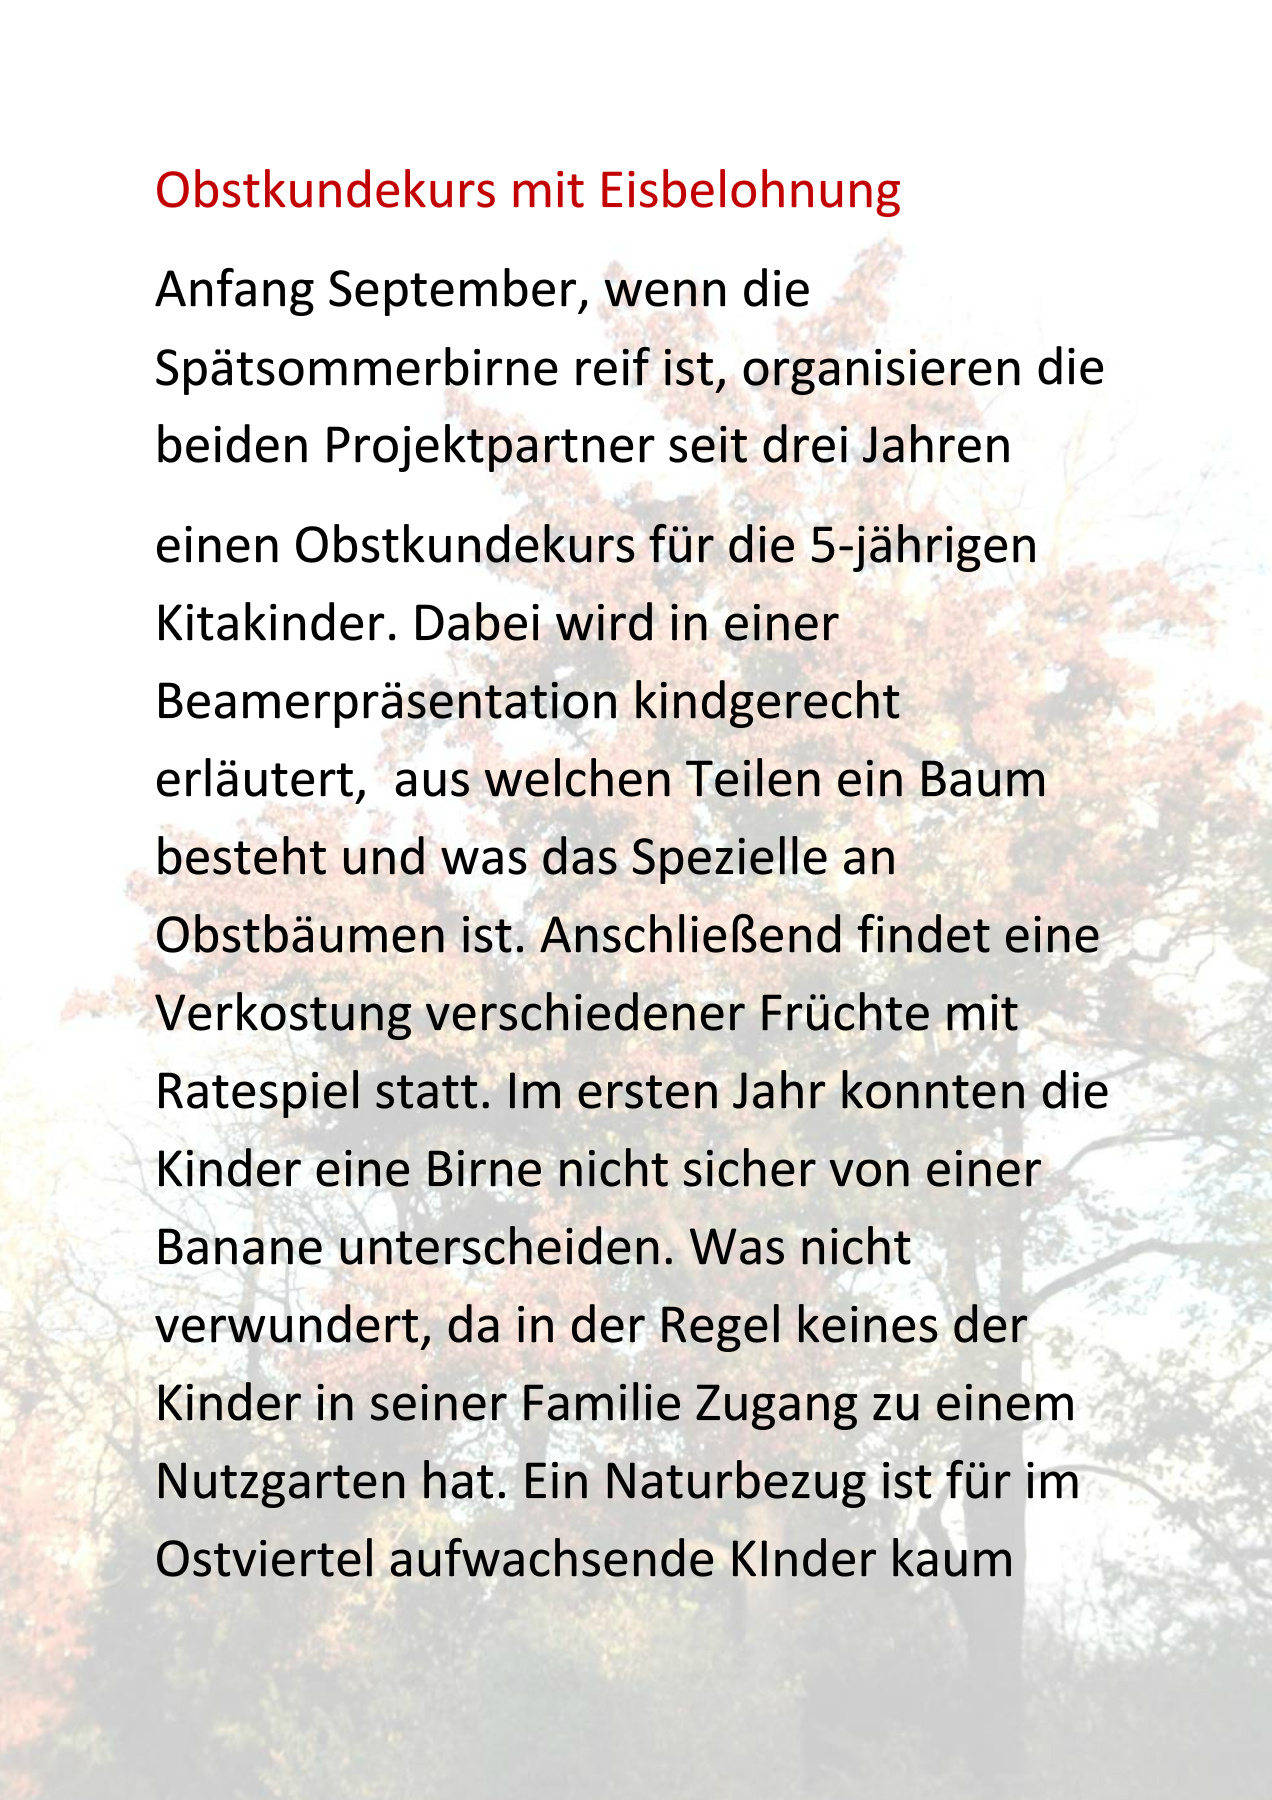 Obstkundekurs mit Eisbelohnung
Anfang September, wenn die
Spätsommerbirne reif ist, organisieren die
beiden Projektpartner seit drei Jahren
einen Obstkundekurs für die 5-jährigen
Kitakinder. Dabei wird in einer
Beamerpräsentation kindgerecht
erläutert,  aus welchen Teilen ein Baum
besteht und was das Spezielle an
Obstbäumen ist. Anschließend findet eine
Verkostung verschiedener Früchte mit
Ratespiel statt. Im ersten Jahr konnten die
Kinder eine Birne nicht sicher von einer
Banane unterscheiden. Was nicht
verwundert, da in der Regel keines der
Kinder in seiner Familie Zugang zu einem
Nutzgarten hat. Ein Naturbezug ist für im
Ostviertel aufwachsende KInder kaum